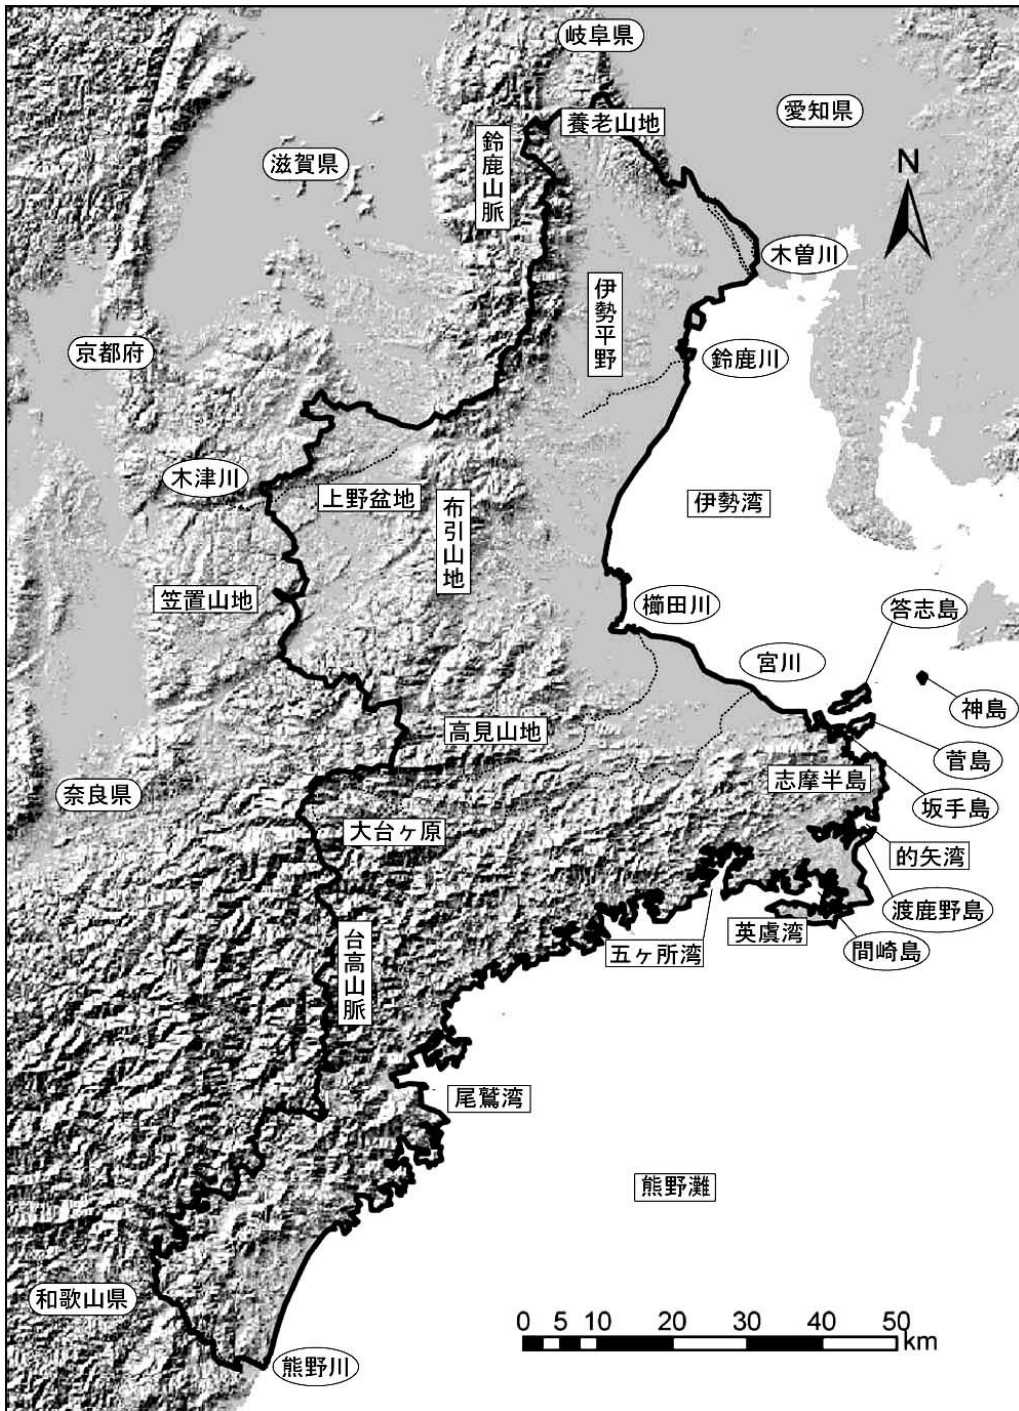 岐阜県
愛知県
養老山地
鈴鹿山脈
滋賀県
N
木曽川
伊勢平野
京都府
鈴鹿川
木津川
上野盆地
布引山地
伊勢湾
笠置山地
櫛田川
答志島
宮川
神島
高見山地
菅島
志摩半島
奈良県
坂手島
大台ヶ原
的矢湾
渡鹿野島
台高山脈
英虞湾
間崎島
五ヶ所湾
尾鷲湾
熊野灘
和歌山県
0 5 10 20 30 40 50
km
熊野川